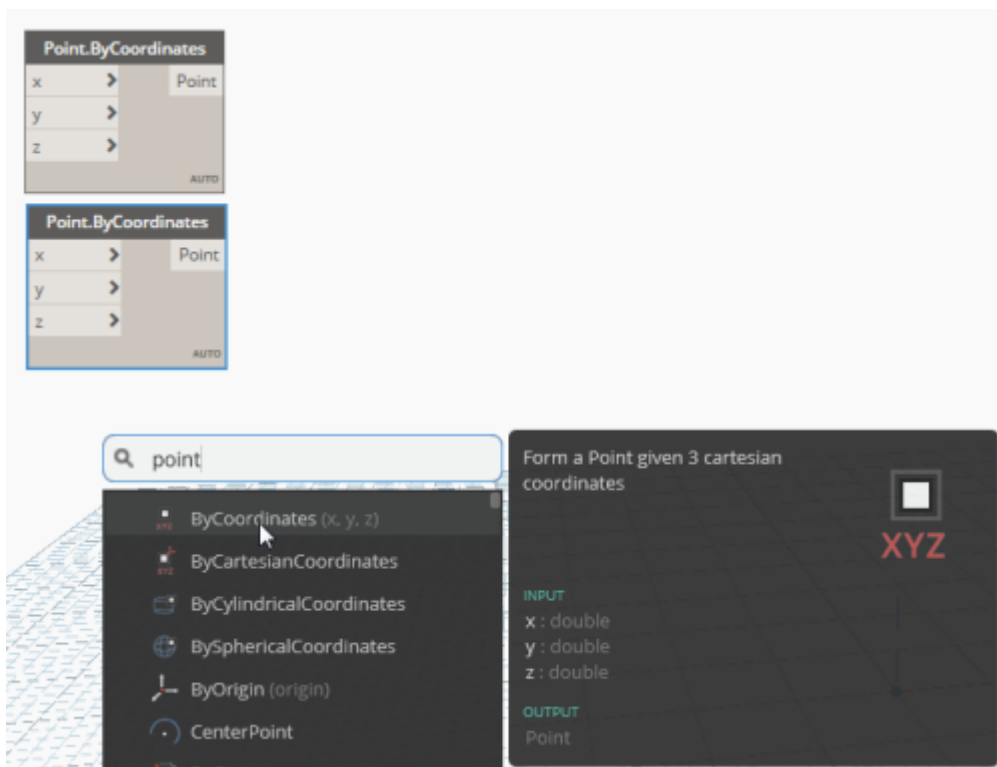 Point.ByCoordinates
x > Point
y >
z >
AUTO
Point.ByCoordinates
x > Point
y >
z >
AUTO
point
ByCoordinates (x, y, z)
ByCartesianCoordinates
ByCylindricalCoordinates
BySphericalCoordinates
ByOrigin (origin)
CenterPoint
Form a Point given 3 cartesian
coordinates
XYZ
INPUT
x : double
y : double
z : double
OUTPUT
Point